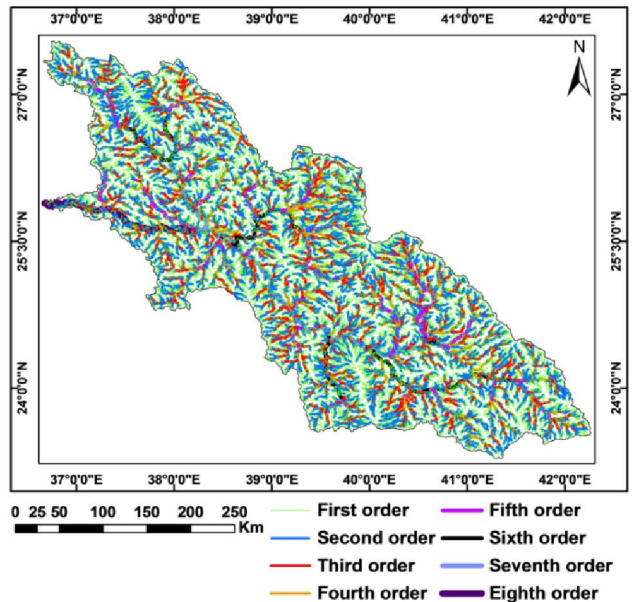 37°0'0"E 38°0'0"E 39°0'0"E 40°0'0"E 41°0'0"E 42°0'0"E
N
27°0'0"N 27°0'0"N
25°30'0"N 25°30'0"N
24°0'0"N 24°0'0"N
37°0'0"E 38°0'0"E 39°0'0"E 40°0'0"E 41°0'0"E 42°0'0"E
0 25 50 100 150 200 250
Km
First order Fifth order
Second order Sixth order
Third order Seventh order
Fourth order Eighth order